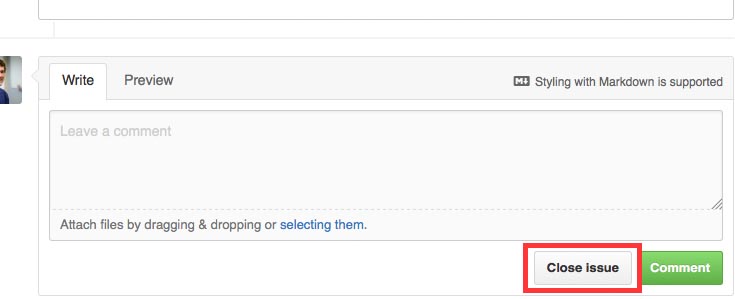 Write Preview Styling with Markdown is supported
Leave a comment
Attach files by dragging & dropping or selecting them.
Close issue Comment